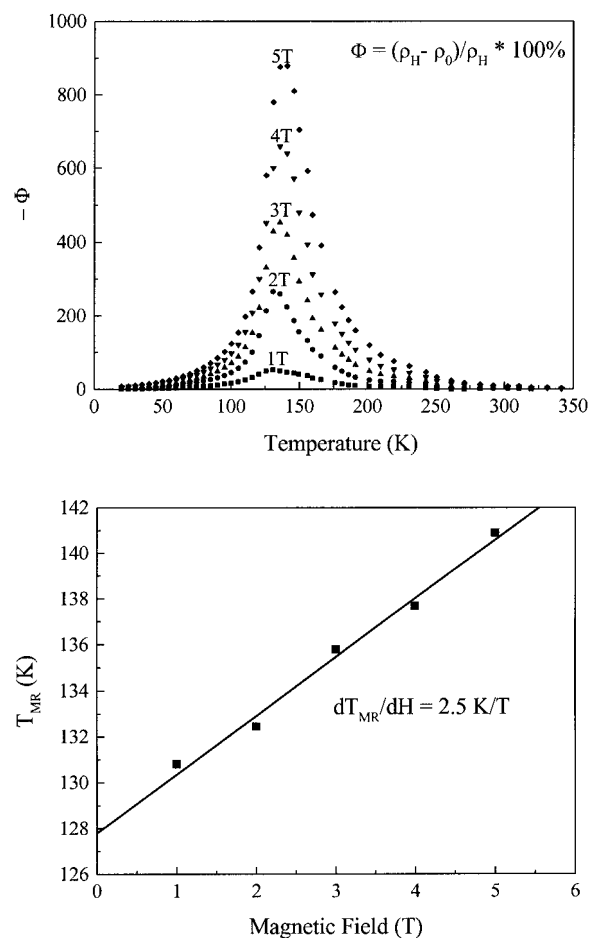 1000
800
600
400
200
0
− Φ
Φ = (ρH- ρ0)/ρH * 100%
5T
4T
3T
2T
1T
0 50 100 150 200 250 300 350
Temperature (K)
142
140
138
136
134
132
130
128
126
TMR (K)
dTMR/dH = 2.5 K/T
0 1 2 3 4 5 6
Magnetic Field (T)